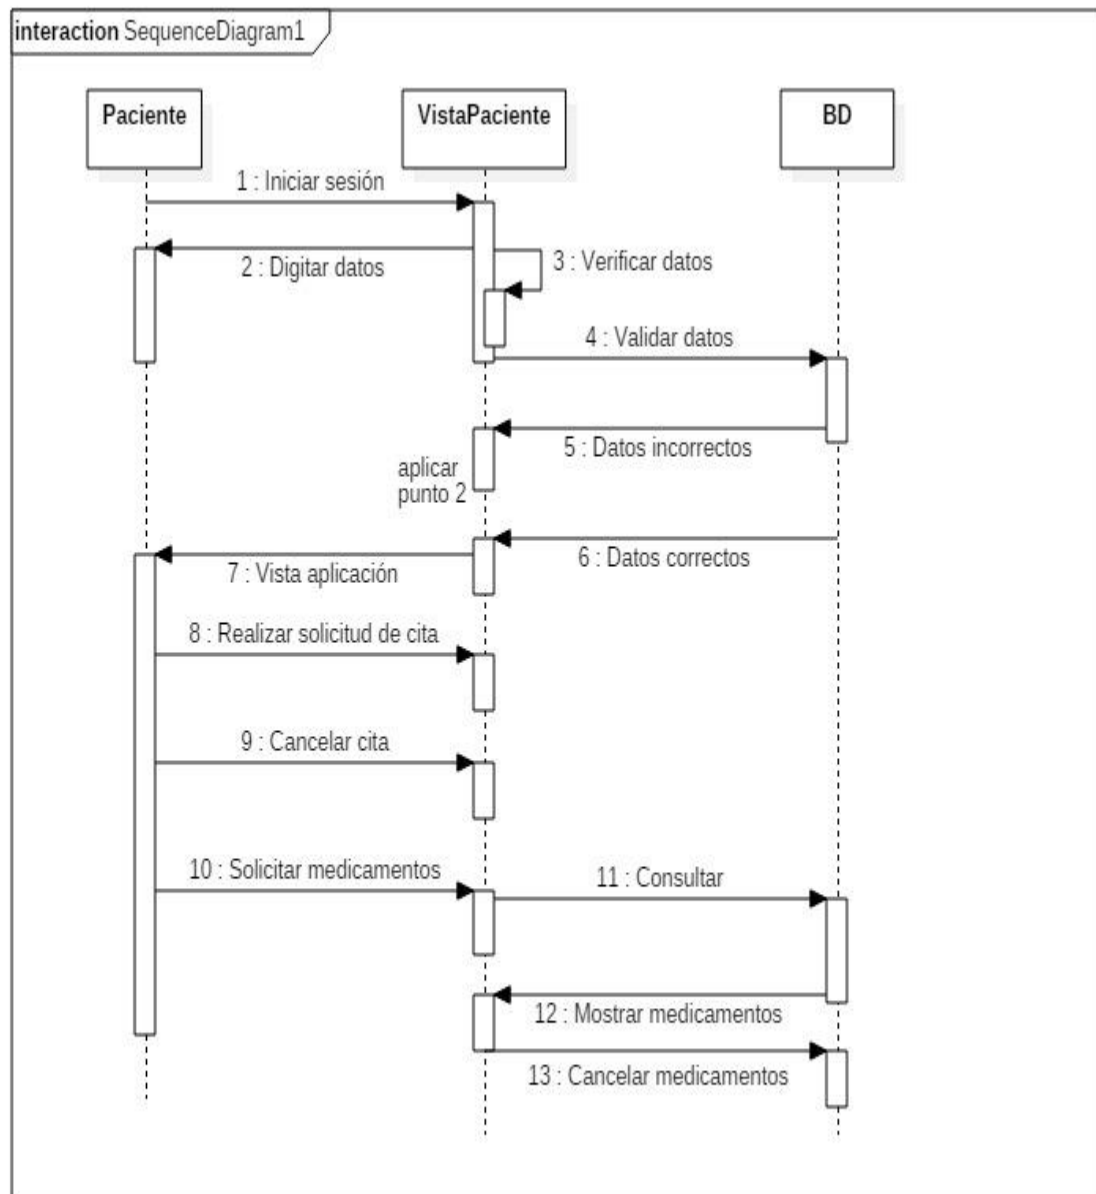 interaction SequenceDiagram1
Paciente
VistaPaciente
BD
1 : Iniciar sesión
2 : Digitar datos
3 : Verificar datos
4 : Validar datos
5 : Datos incorrectos
aplicar
punto 2
6 : Datos correctos
7 : Vista aplicación
8 : Realizar solicitud de cita
9 : Cancelar cita
10 : Solicitar medicamentos
11 : Consultar
12 : Mostrar medicamentos
13 : Cancelar medicamentos